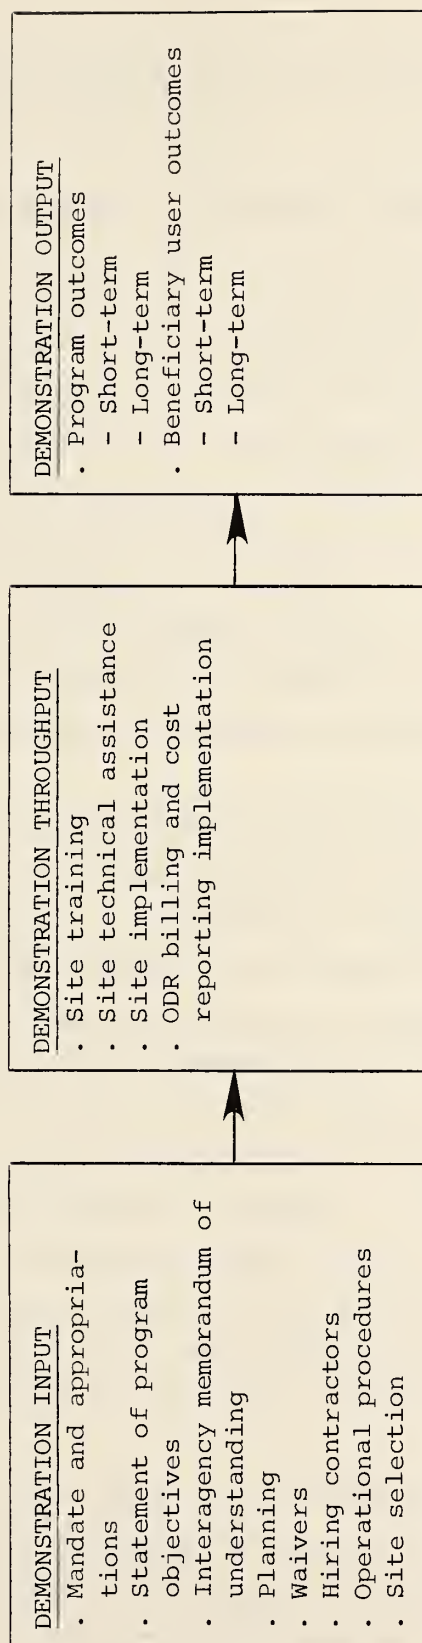 DEMONSTRATION INPUT
. Mandate and appropria-
tions
. Statement of program
objectives
. Interagency memorandum of
understanding
. Planning
. Waivers
. Hiring contractors
. Operational procedures
. Site selection
DEMONSTRATION THROUGHPUT
. Site training
. Site technical assistance
. Site implementation
. ODR billing and cost
reporting implementation
DEMONSTRATION OUTPUT
. Program outcomes
- Short-term
- Long-term
. Beneficiary user outcomes
- Short-term
- Long-term